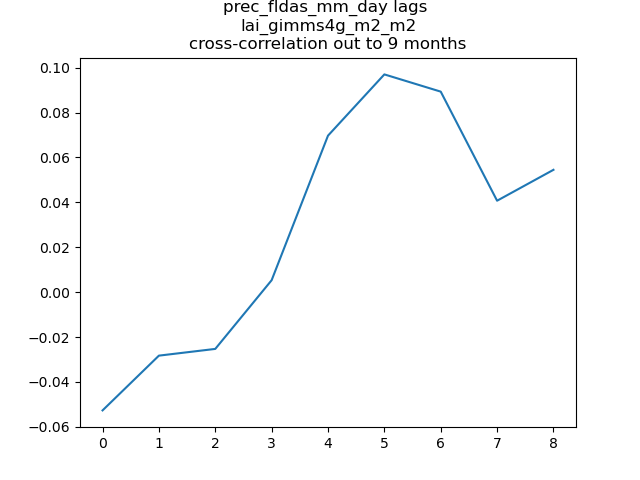 prec_fldas_mm_day lags
lai_gimms4g_m2_m2
cross-correlation out to 9 months
0.10
0.08
0.06
0.04
0.02
0.00
−0.02
−0.04
−0.06
0 1 2 3 4 5 6 7 8